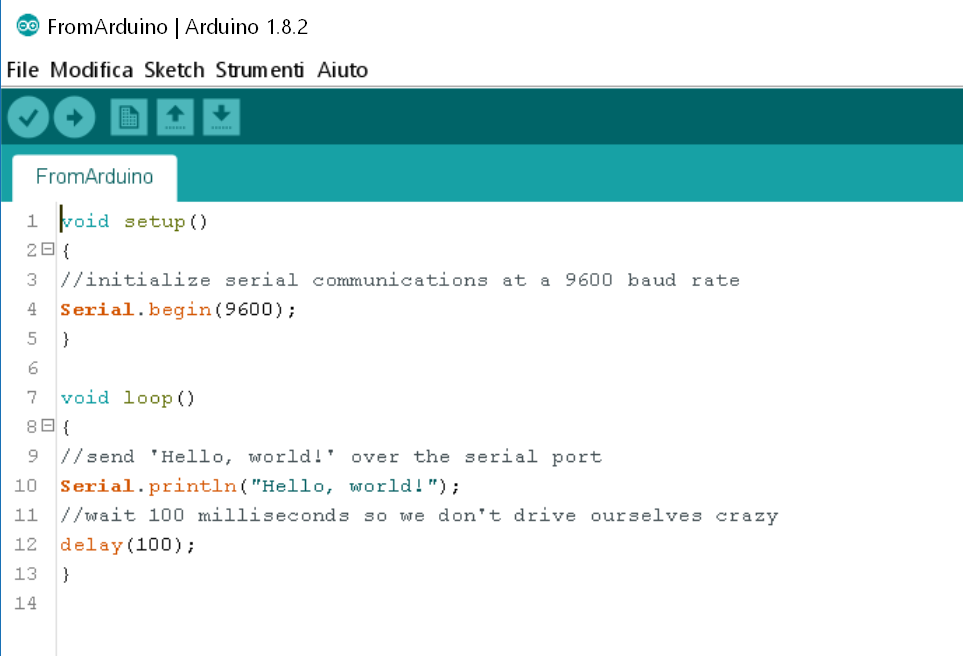 FromArduino | Arduino 1.8.2
File Modifica Sketch Strumenti Aiuto
FromArduino
1 void setup()
2 {
3 //initialize serial communications at a 9600 baud rate
4 Serial.begin(9600);
5 }
6
7 void loop()
8 {
9 //send 'Hello, world!' over the serial port
10 Serial.println("Hello, world!");
11 //wait 100 milliseconds so we don't drive ourselves crazy
12 delay(100);
13 }
14